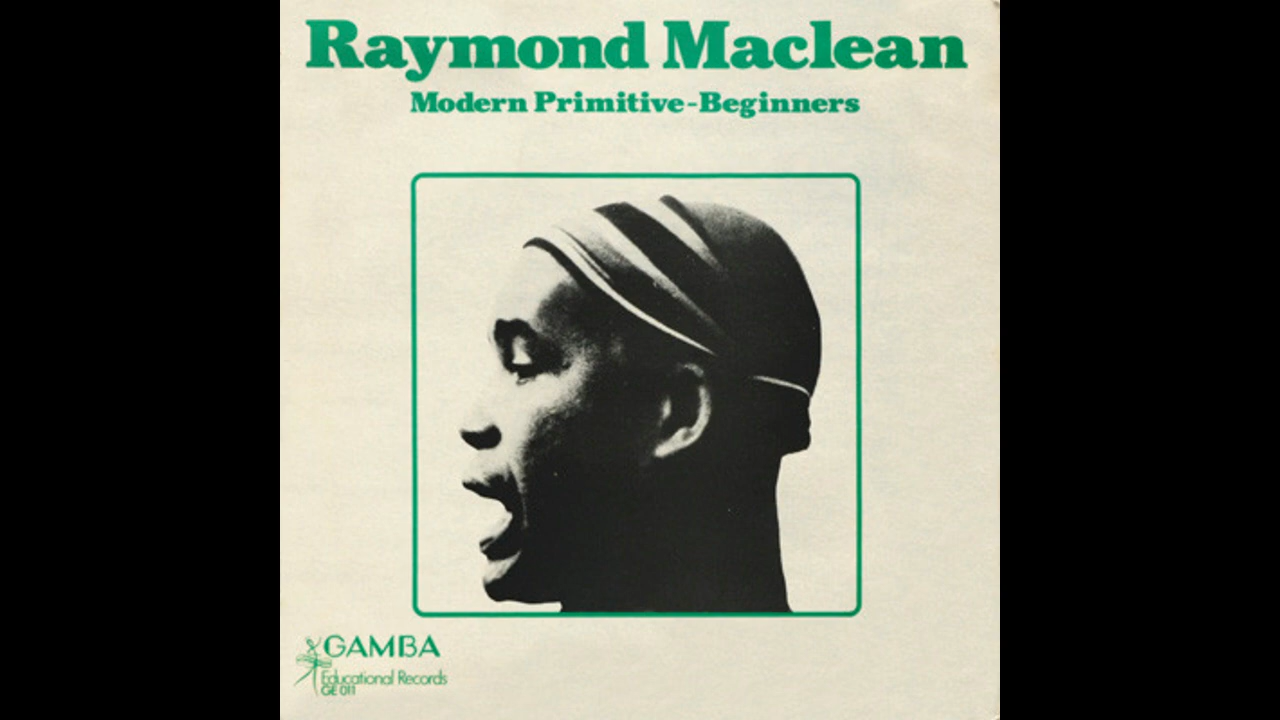 Raymond Maclean
Modern Primitive-Beginners
GAMBA
Educational Records
GE 011